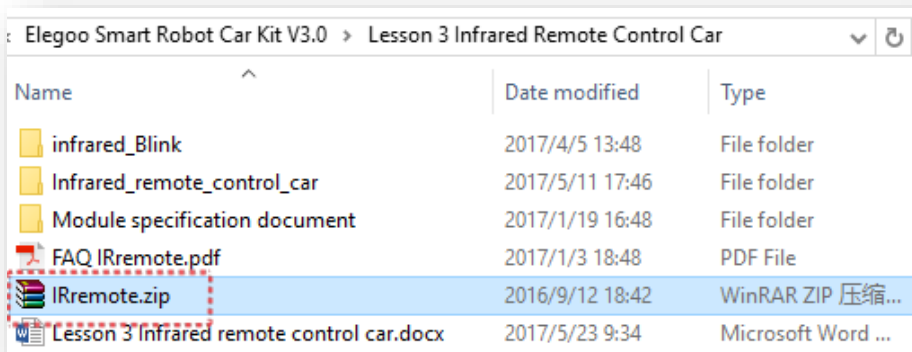 Elegoo Smart Robot Car Kit V3.0 > Lesson 3 Infrared Remote Control Car
Name Date modified Type
infrared_Blink 2017/4/5 13:48 File folder
Infrared_remote_control_car 2017/5/11 17:46 File folder
Module specification document 2017/1/19 16:48 File folder
FAQ IRremote.pdf 2017/1/3 18:48 PDF File
IRremote.zip 2016/9/12 18:42 WinRAR ZIP 压缩...
Lesson 3 Infrared remote control car.docx 2017/5/23 9:34 Microsoft Word ...